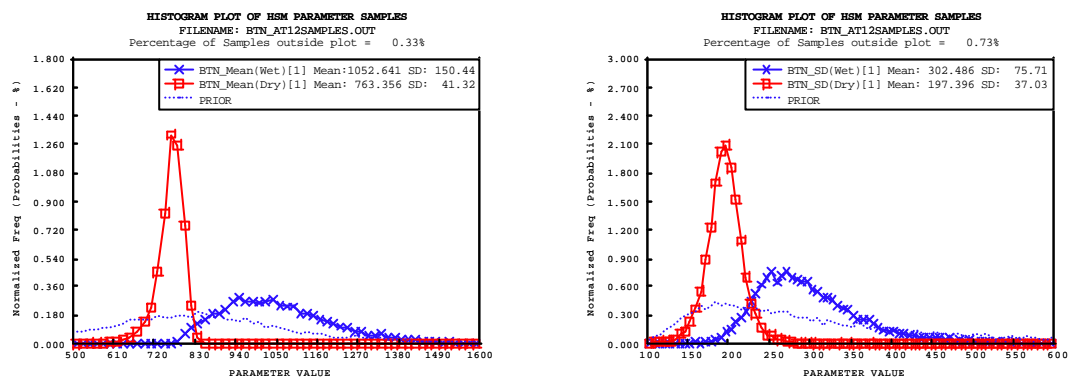 HISTOGRAM PLOT OF HSM PARAMETER SAMPLES
FILENAME: BTN_AT12SAMPLES.OUT
Percentage of Samples outside plot = 0.33%
BTN_Mean(Wet)[1] Mean:1052.641 SD: 150.44
BTN_Mean(Dry)[1] Mean: 763.356 SD: 41.32
PRIOR
Normalized Freq (Probabilities - %)
1.800
1.620
1.440
1.260
1.080
0.900
0.720
0.540
0.360
0.180
0.000
500 610 720 830 940 1050 1160 1270 1380 1490 1600
PARAMETER VALUE
HISTOGRAM PLOT OF HSM PARAMETER SAMPLES
FILENAME: BTN_AT12SAMPLES.OUT
Percentage of Samples outside plot = 0.73%
BTN_SD(Wet)[1] Mean: 302.486 SD: 75.71
BTN_SD(Dry)[1] Mean: 197.396 SD: 37.03
PRIOR
Normalized Freq (Probabilities - %)
3.000
2.700
2.400
2.100
1.800
1.500
1.200
0.900
0.600
0.300
0.000
100 150 200 250 300 350 400 450 500 550 600
PARAMETER VALUE